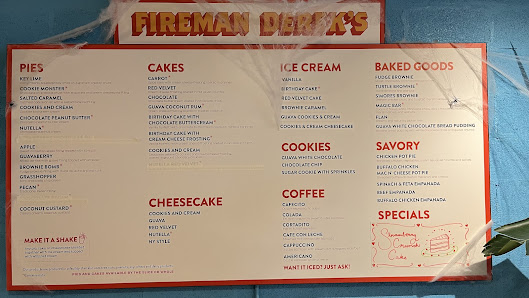 FIREMAN DEREK'S
PIES
KEY LIME
COOKIE MONSTER*
SALTED CARAMEL
COOKIES AND CREAM
CHOCOLATE PEANUT BUTTER*
NUTELLA*
APPLE
GUAVABERRY
BROWNIE BOMB*
GRASSHOPPER
PECAN*
COCONUT CUSTARD*
MAKE IT A SHAKE
CAKES
CARROT*
RED VELVET
CHOCOLATE
GUAVA COCONUT RUM*
BIRTHDAY CAKE WITH
CHOCOLATE BUTTERCREAM*
BIRTHDAY CAKE WITH
CREAM CHEESE FROSTING*
COOKIES AND CREAM
CHEESECAKE
COOKIES AND CREAM
GUAVA
RED VELVET
NUTELLA*
NY STYLE
ICE CREAM
VANILLA
BIRTHDAY CAKE*
RED VELVET CAKE
BROWNIE CARAMEL
GUAVA COOKIES & CREAM
COOKIES & CREAM CHEESECAKE
COOKIES
GUAVA WHITE CHOCOLATE
CHOCOLATE CHIP
SUGAR COOKIE WITH SPRINKLES
COFFEE
CAFECITO
COLADA
CORTADITO
CAFE CON LECHE
CAPPUCCINO
AMERICANO
WANT IT ICED? JUST ASK!
BAKED GOODS
FUDGE BROWNIE
TURTLE BROWNIE*
S'MORES BROWNIE
MAGIC BAR*
FLAN
GUAVA WHITE CHOCOLATE BREAD PUDDING
SAVORY
CHICKEN POT PIE
BUFFALO CHICKEN
MAC N' CHEESE POT PIE
SPINACH & FETA EMPANADA
BEEF EMPANADA
BUFFALO CHICKEN EMPANADA
SPECIALS
Strawberry
Crunch
Cake